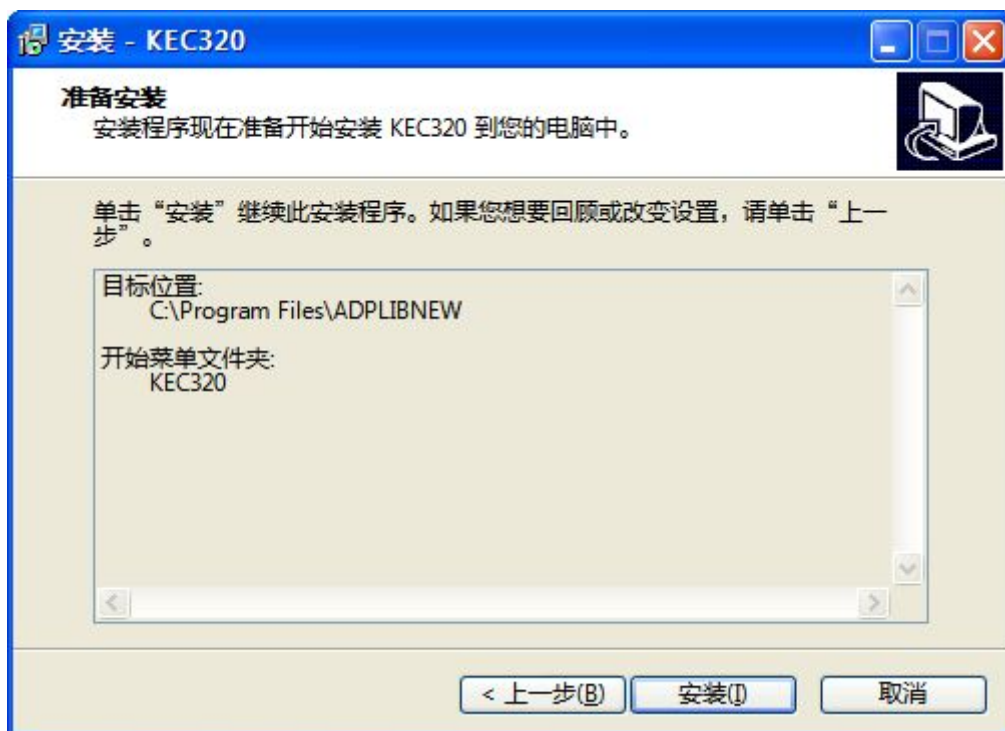 安装 - KEC320
准备安装
安装程序现在准备开始安装 KEC320 到您的电脑中。
单击“安装”继续此安装程序。如果您想要回顾或改变设置，请单击“上一
步”。
目标位置:
C:\Program Files\ADPLIBNEW
开始菜单文件夹:
KEC320
< 上一步(B)
安装(I)
取消